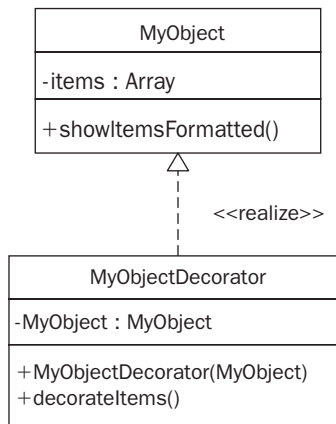 MyObject
-items : Array
+showItemsFormatted()
<<realize>>
MyObjectDecorator
-MyObject : MyObject
+MyObjectDecorator(MyObject)
+decorateItems()